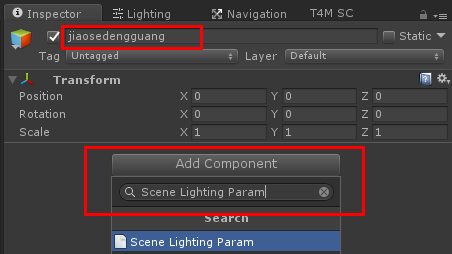 Inspector Lighting Navigation T4M SC
jiaosedengguang Static
Tag Untagged Layer Default
Transform
Position X 0 Y 0 Z 0
Rotation X 0 Y 0 Z 0
Scale X 1 Y 1 Z 1
Add Component
Scene Lighting Param
Search
Scene Lighting Param